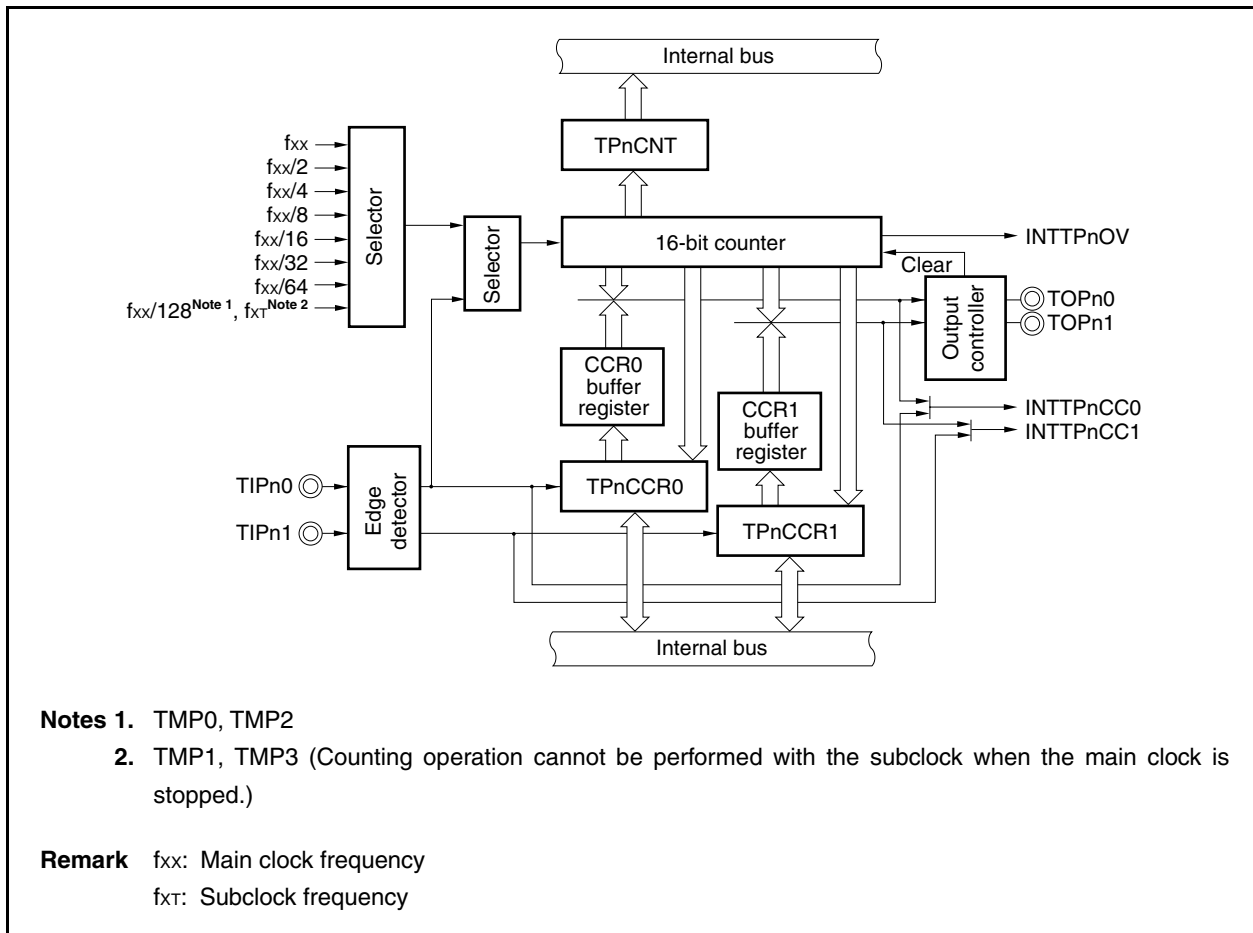 Internal bus
TPnCNT
fxx
fxx/2
fxx/4
fxx/8
fxx/16
fxx/32
fxx/64
fxx/128Note 1, fxTNote 2
Selector
Selector
16-bit counter
INTTPnOV
Clear
Output
controller
TOPn0
TOPn1
CCR0
buffer
register
CCR1
buffer
register
INTTPnCC0
INTTPnCC1
TIPn0
TIPn1
Edge
detector
TPnCCR0
TPnCCR1
Internal bus
Notes 1. TMP0, TMP2
2. TMP1, TMP3 (Counting operation cannot be performed with the subclock when the main clock is
stopped.)
Remark fxx: Main clock frequency
fxT: Subclock frequency